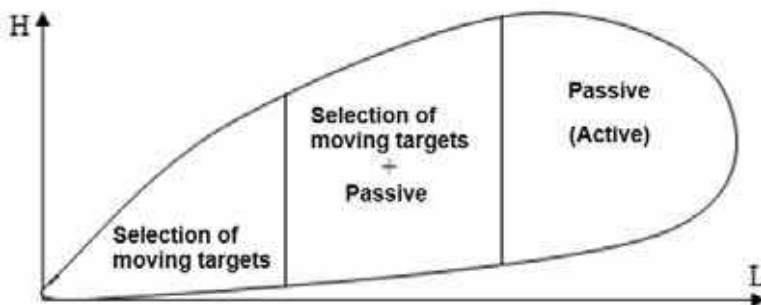 H
Selection of
moving targets
Selection of
moving targets
+
Passive
Passive
(Active)
L